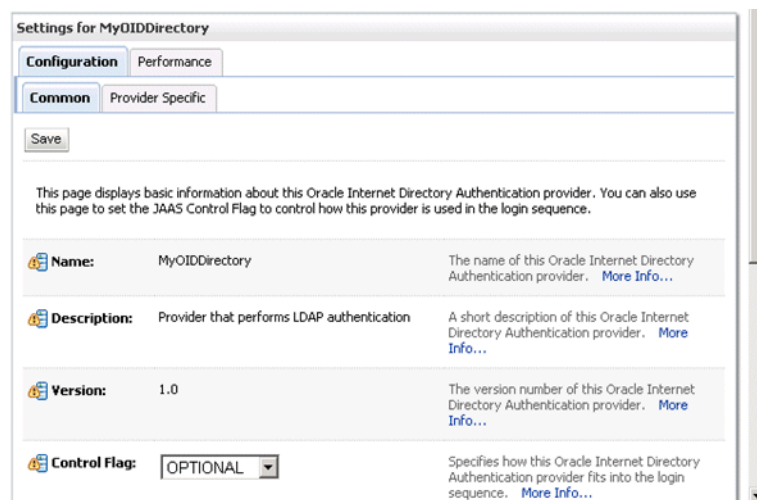 Settings for MyOIDDirectory
Configuration Performance
Common Provider Specific
Save
This page displays basic information about this Oracle Internet Directory Authentication provider. You can also use
this page to set the JAAS Control Flag to control how this provider is used in the login sequence.
Name: MyOIDDirectory The name of this Oracle Internet Directory
Authentication provider. More Info...
Description: Provider that performs LDAP authentication A short description of this Oracle Internet
Directory Authentication provider. More
Info...
Version: 1.0 The version number of this Oracle Internet
Directory Authentication provider. More
Info...
Control Flag: OPTIONAL Specifies how this Oracle Internet Directory
Authentication provider fits into the login
sequence. More Info...